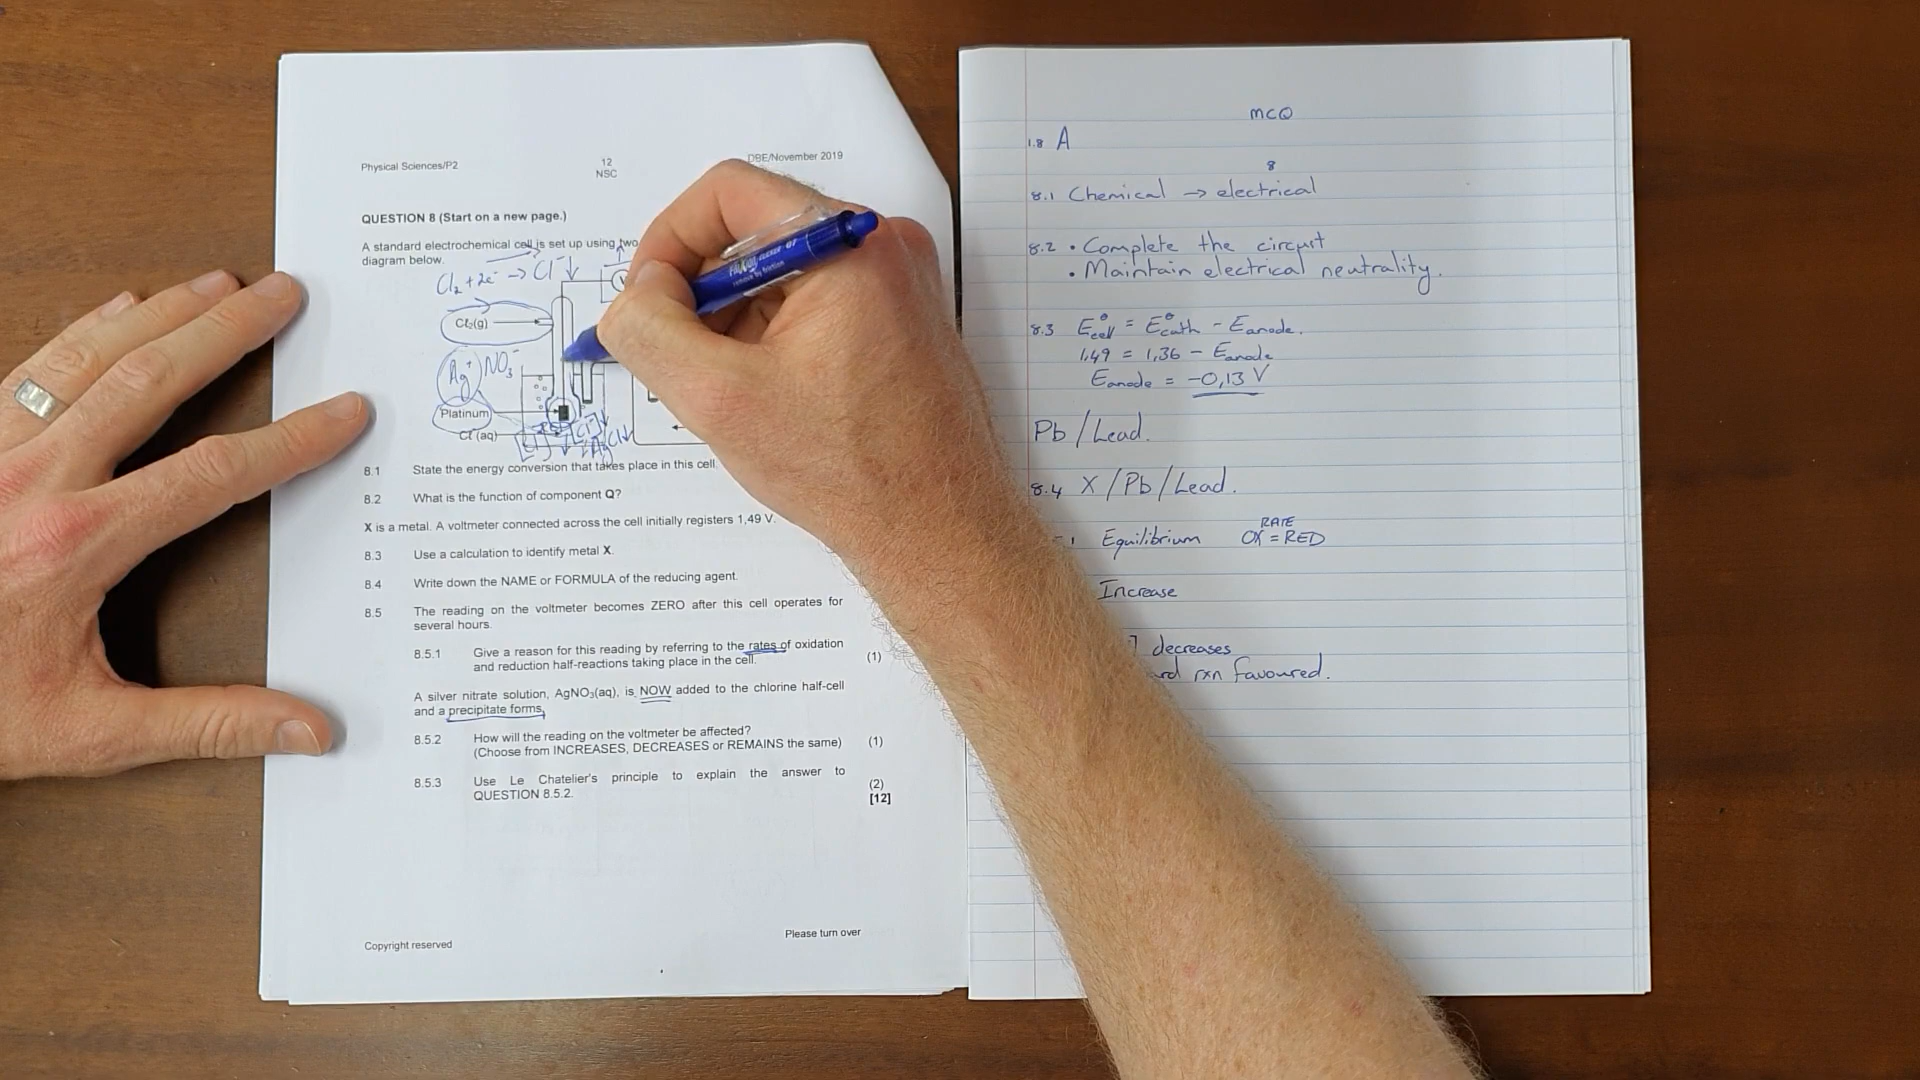 Physical Sciences/P2
12
NSC
DBE/November 2019
QUESTION 8 (Start on a new page.)
A standard electrochemical cell is set up using two
diagram below.
Cl₂ + 2e⁻ → Cl⁻ ↓
V
Cl₂(g)
Ag⁺ NO₃⁻
Platinum
Cl⁻(aq)
[Cl⁻]
AgCl↓
8.1 State the energy conversion that takes place in this cell.
8.2 What is the function of component Q?
X is a metal. A voltmeter connected across the cell initially registers 1,49 V.
8.3 Use a calculation to identify metal X.
8.4 Write down the NAME or FORMULA of the reducing agent.
8.5 The reading on the voltmeter becomes ZERO after this cell operates for
several hours.
8.5.1 Give a reason for this reading by referring to the rates of oxidation
and reduction half-reactions taking place in the cell. (1)
A silver nitrate solution, AgNO₃(aq), is NOW added to the chlorine half-cell
and a precipitate forms.
8.5.2 How will the reading on the voltmeter be affected?
(Choose from INCREASES, DECREASES or REMAINS the same) (1)
8.5.3 Use Le Chatelier's principle to explain the answer to
QUESTION 8.5.2. (2)
[12]
Please turn over
Copyright reserved
MCQ
1.8 A
8
8.1 Chemical → electrical
8.2 • Complete the circuit
• Maintain electrical neutrality.
8.3 E°cell = E°cath - Eanode.
1,49 = 1,36 - Eanode
Eanode = -0,13 V
Pb/Lead.
8.4 X/Pb/Lead.
1 Equilibrium RATE OX = RED
Increase
] decreases
rd rxn favoured.